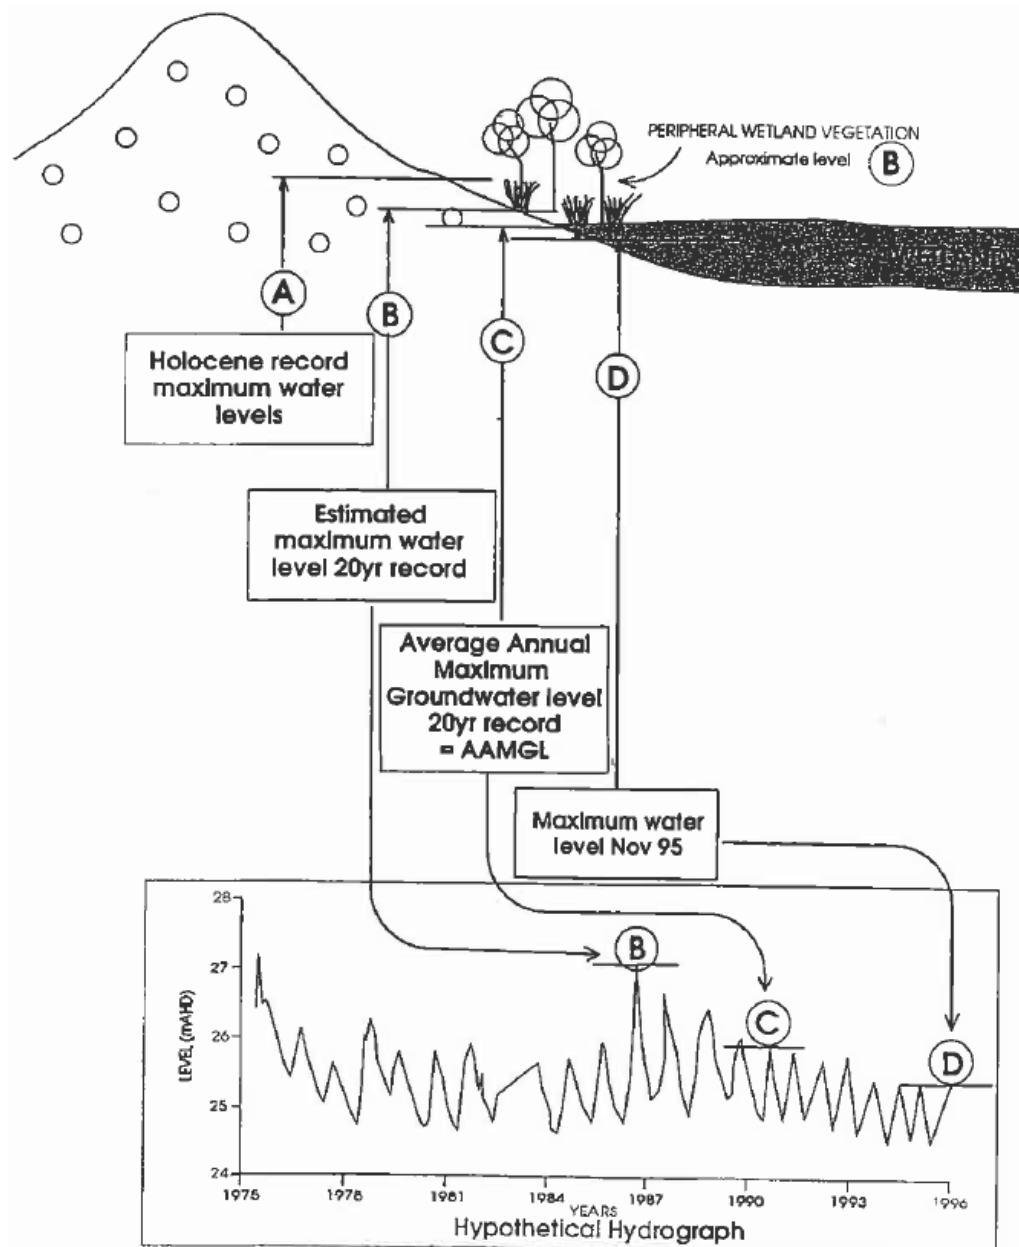 PERIPHERAL WETLAND VEGETATION
Approximate level B
WETLAND
A
B
C
D
Holocene record
maximum water
levels
Estimated
maximum water
level 20yr record
Average Annual
Maximum
Groundwater level
20yr record
= AAMGL
Maximum water
level Nov 95
28
27
26
25
24
LEVEL (mAHD)
B
C
D
1975
1978
1981
1984
1987
1990
1993
1996
YEARS
Hypothetical Hydrograph